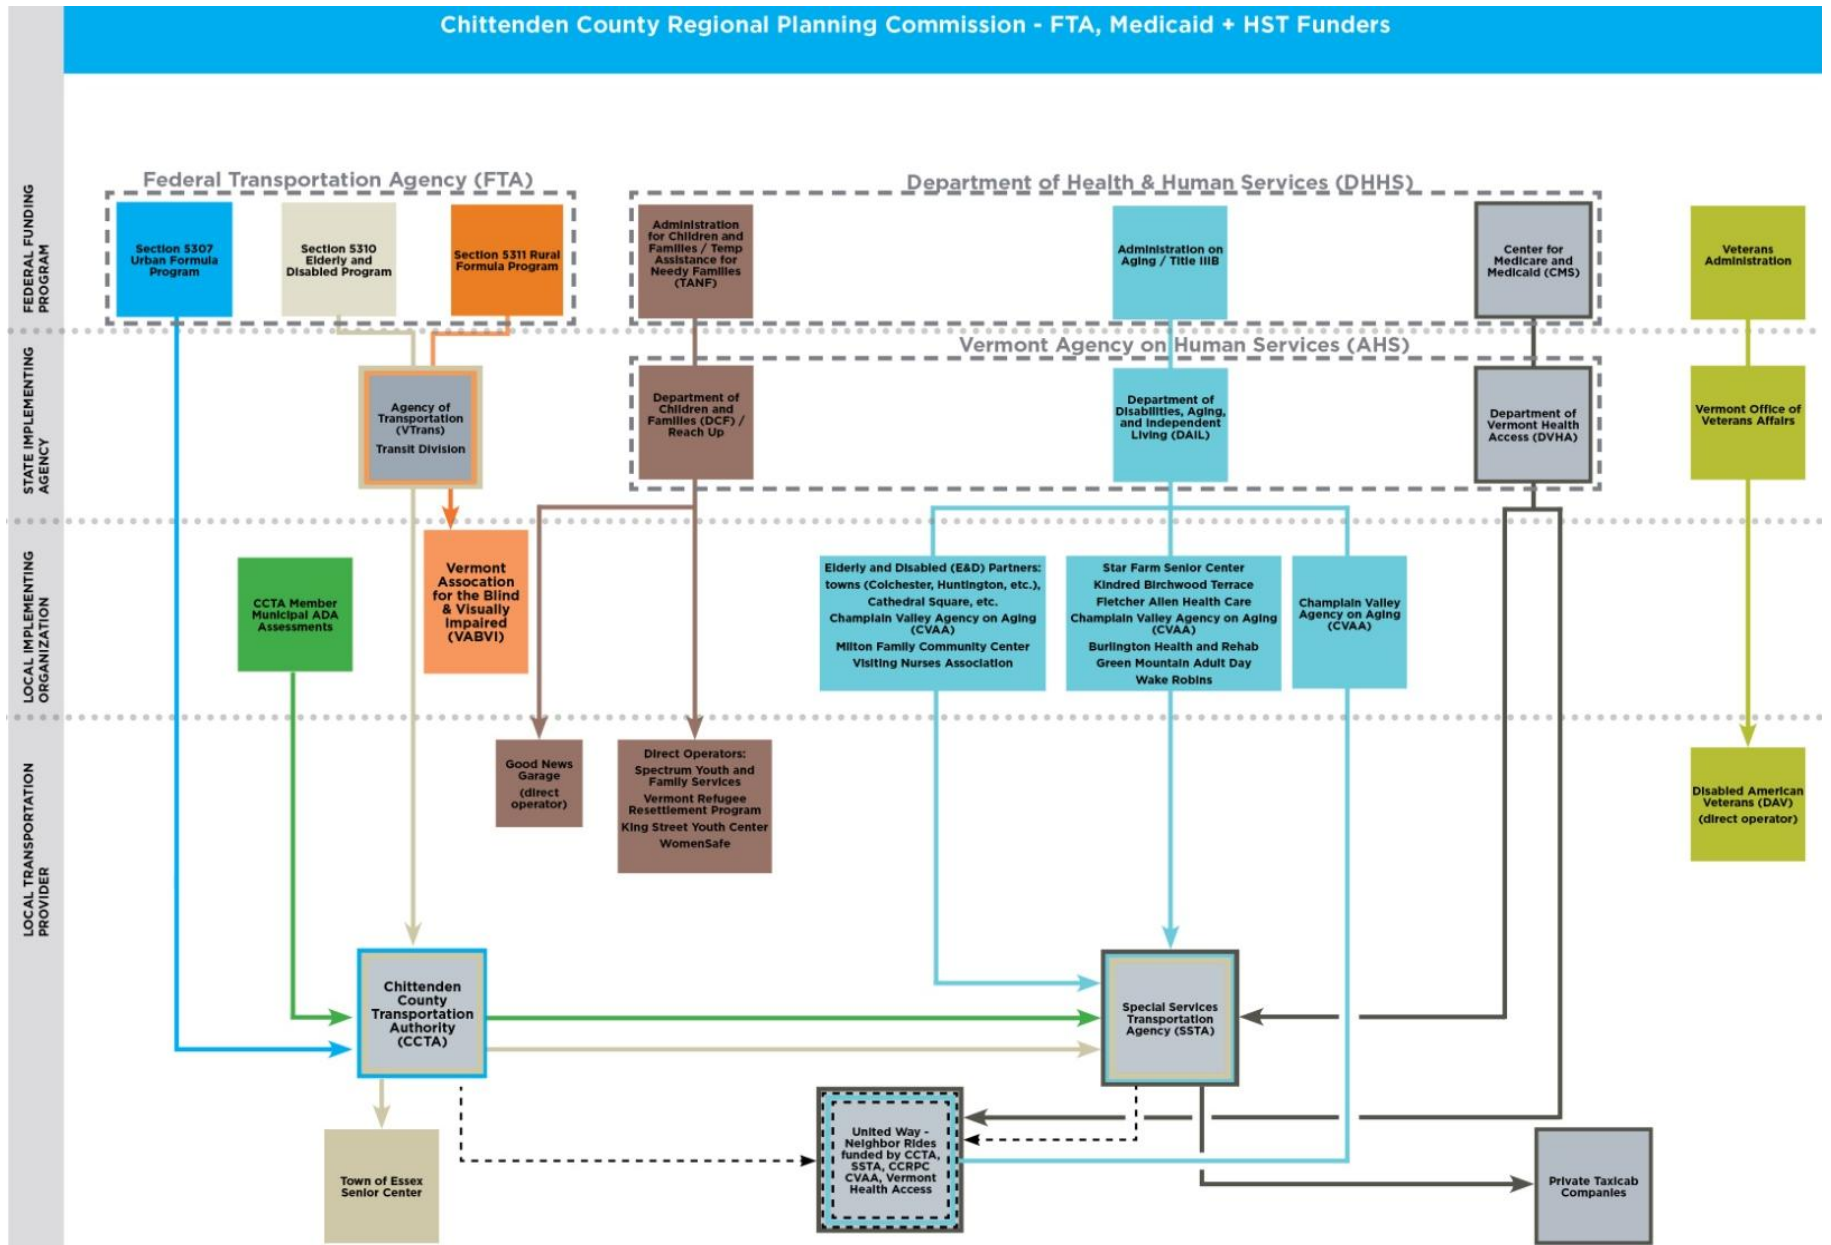 Chittenden County Regional Planning Commission - FTA, Medicaid + HST Funders
FEDERAL FUNDING
PROGRAM
Federal Transportation Agency (FTA)
Department of Health & Human Services (DHHS)
Section 5307
Urban Formula
Program
Section 5310
Elderly and
Disabled Program
Section 5311 Rural
Formula Program
Administration
for Children and
Families / Temp
Assistance for
Needy Families
(TANF)
Administration on
Aging / Title IIIB
Center for
Medicare and
Medicaid (CMS)
Veterans
Administration
STATE IMPLEMENTING
AGENCY
Vermont Agency on Human Services (AHS)
Agency of
Transportation
(VTrans)
Transit Division
Department of
Children and
Families (DCF) /
Reach Up
Department of
Disabilities, Aging,
and Independent
Living (DAIL)
Department of
Vermont Health
Access (DVHA)
Vermont Office of
Veterans Affairs
LOCAL IMPLEMENTING
ORGANIZATION
CCTA Member
Municipal ADA
Assessments
Vermont
Assocation
for the Blind
& Visually
Impaired
(VABVI)
Elderly and Disabled (E&D) Partners:
towns (Colchester, Huntington, etc.),
Cathedral Square, etc.
Champlain Valley Agency on Aging
(CVAA)
Milton Family Community Center
Visiting Nurses Association
Star Farm Senior Center
Kindred Birchwood Terrace
Fletcher Allen Health Care
Champlain Valley Agency on Aging
(CVAA)
Burlington Health and Rehab
Green Mountain Adult Day
Wake Robins
Champlain Valley
Agency on Aging
(CVAA)
LOCAL TRANSPORTATION
PROVIDER
Good News
Garage
(direct
operator)
Direct Operators:
Spectrum Youth and
Family Services
Vermont Refugee
Resettlement Program
King Street Youth Center
WomenSafe
Disabled American
Veterans (DAV)
(direct operator)
Chittenden
County
Transportation
Authority
(CCTA)
Special Services
Transportation
Agency (SSTA)
Town of Essex
Senior Center
United Way -
Neighbor Rides
funded by CCTA,
SSTA, CCRPC
CVAA, Vermont
Health Access
Private Taxicab
Companies